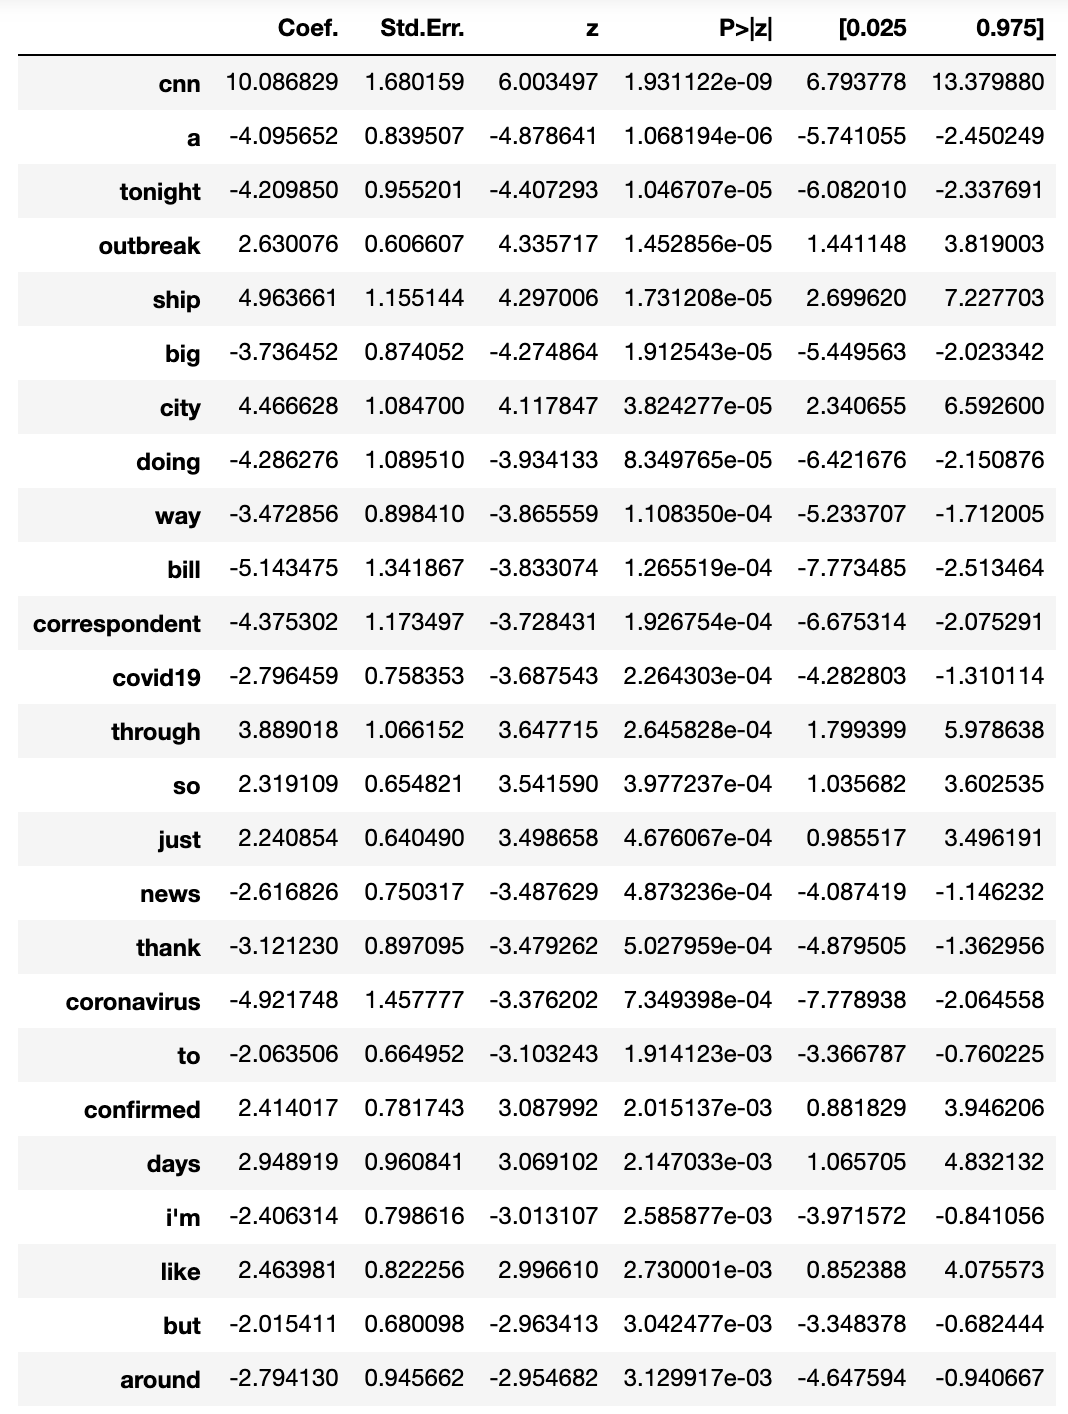 Coef. Std.Err. z P>|z| [0.025 0.975]
cnn 10.086829 1.680159 6.003497 1.931122e-09 6.793778 13.379880
a -4.095652 0.839507 -4.878641 1.068194e-06 -5.741055 -2.450249
tonight -4.209850 0.955201 -4.407293 1.046707e-05 -6.082010 -2.337691
outbreak 2.630076 0.606607 4.335717 1.452856e-05 1.441148 3.819003
ship 4.963661 1.155144 4.297006 1.731208e-05 2.699620 7.227703
big -3.736452 0.874052 -4.274864 1.912543e-05 -5.449563 -2.023342
city 4.466628 1.084700 4.117847 3.824277e-05 2.340655 6.592600
doing -4.286276 1.089510 -3.934133 8.349765e-05 -6.421676 -2.150876
way -3.472856 0.898410 -3.865559 1.108350e-04 -5.233707 -1.712005
bill -5.143475 1.341867 -3.833074 1.265519e-04 -7.773485 -2.513464
correspondent -4.375302 1.173497 -3.728431 1.926754e-04 -6.675314 -2.075291
covid19 -2.796459 0.758353 -3.687543 2.264303e-04 -4.282803 -1.310114
through 3.889018 1.066152 3.647715 2.645828e-04 1.799399 5.978638
so 2.319109 0.654821 3.541590 3.977237e-04 1.035682 3.602535
just 2.240854 0.640490 3.498658 4.676067e-04 0.985517 3.496191
news -2.616826 0.750317 -3.487629 4.873236e-04 -4.087419 -1.146232
thank -3.121230 0.897095 -3.479262 5.027959e-04 -4.879505 -1.362956
coronavirus -4.921748 1.457777 -3.376202 7.349398e-04 -7.778938 -2.064558
to -2.063506 0.664952 -3.103243 1.914123e-03 -3.366787 -0.760225
confirmed 2.414017 0.781743 3.087992 2.015137e-03 0.881829 3.946206
days 2.948919 0.960841 3.069102 2.147033e-03 1.065705 4.832132
i'm -2.406314 0.798616 -3.013107 2.585877e-03 -3.971572 -0.841056
like 2.463981 0.822256 2.996610 2.730001e-03 0.852388 4.075573
but -2.015411 0.680098 -2.963413 3.042477e-03 -3.348378 -0.682444
around -2.794130 0.945662 -2.954682 3.129917e-03 -4.647594 -0.940667